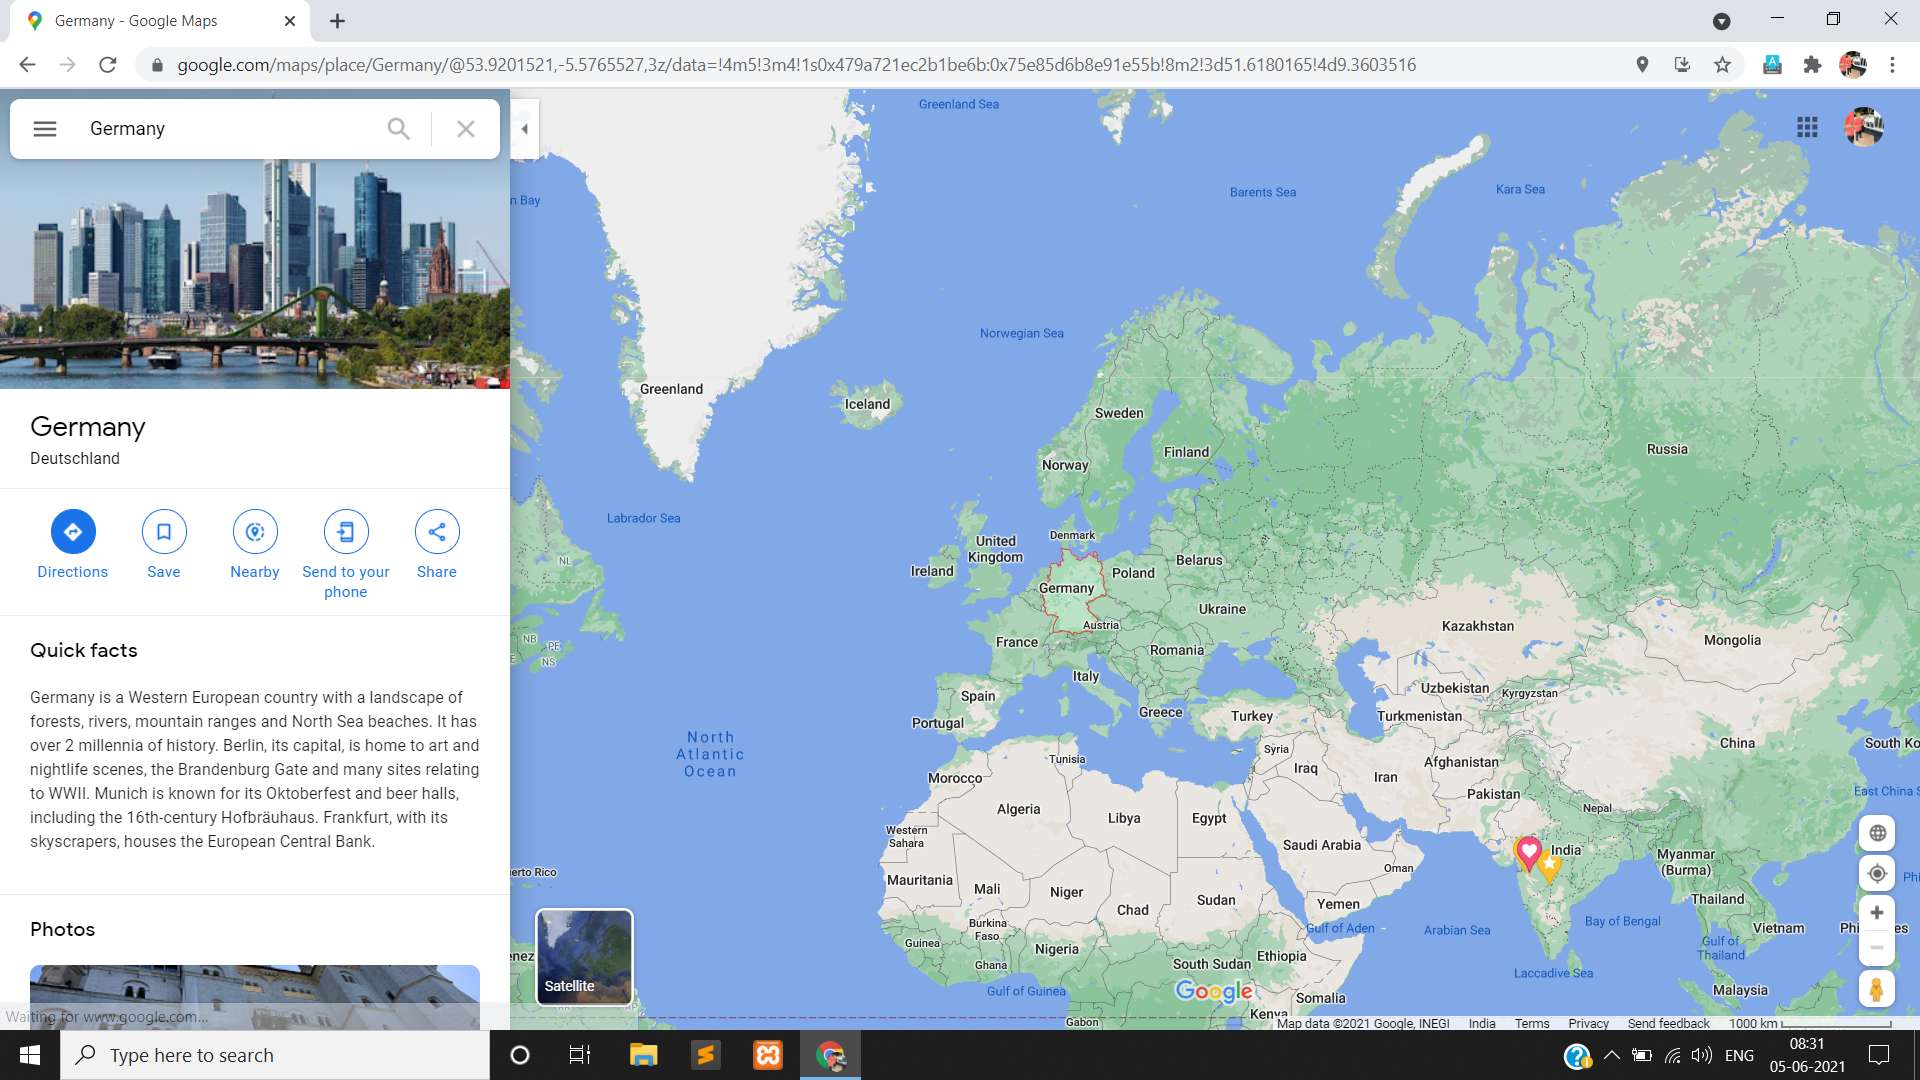 Germany - Google Maps
google.com/maps/place/Germany/@53.9201521,-5.5765527,3z/data=!4m5!3m4!1s0x479a721ec2b1be6b:0x75e85d6b8e91e55b!8m2!3d51.6180165!4d9.3603516
Germany
Germany
Deutschland
Directions
Save
Nearby
Send to your
phone
Share
Quick facts
Germany is a Western European country with a landscape of
forests, rivers, mountain ranges and North Sea beaches. It has
over 2 millennia of history. Berlin, its capital, is home to art and
nightlife scenes, the Brandenburg Gate and many sites relating
to WWII. Munich is known for its Oktoberfest and beer halls,
including the 16th-century Hofbräuhaus. Frankfurt, with its
skyscrapers, houses the European Central Bank.
Photos
Waiting for www.google.com...
Greenland Sea
n Bay
Barents Sea
Kara Sea
Norwegian Sea
Greenland
Iceland
Sweden
Finland
Norway
Russia
Labrador Sea
Denmark
United
Kingdom
Ireland
NL
Germany
Poland
Belarus
Ukraine
Austria
France
NB
PE
NS
Romania
Kazakhstan
Mongolia
Italy
Spain
Portugal
Greece
Turkey
Uzbekistan
Kyrgyzstan
Turkmenistan
North
Atlantic
Ocean
China
South Ko
Syria
Tunisia
Iraq
Iran
Afghanistan
Morocco
Pakistan
Nepal
East China S
Algeria
Libya
Egypt
Western
Sahara
Saudi Arabia
India
Myanmar
(Burma)
Oman
erto Rico
Mauritania
Mali
Niger
Chad
Sudan
Yemen
Thailand
Phi
Burkina
Faso
Gulf of Aden
Arabian Sea
Bay of Bengal
Vietnam
Phi
es
Guinea
Nigeria
Ghana
Ethiopia
South Sudan
Gulf of
Thailand
Laccadive Sea
nez
Satellite
Gulf of Guinea
Google
Somalia
Malaysia
Kenya
Gabon
Map data ©2021 Google, INEGI
India
Terms
Privacy
Send feedback
1000 km
Type here to search
ENG
08:31
05-06-2021